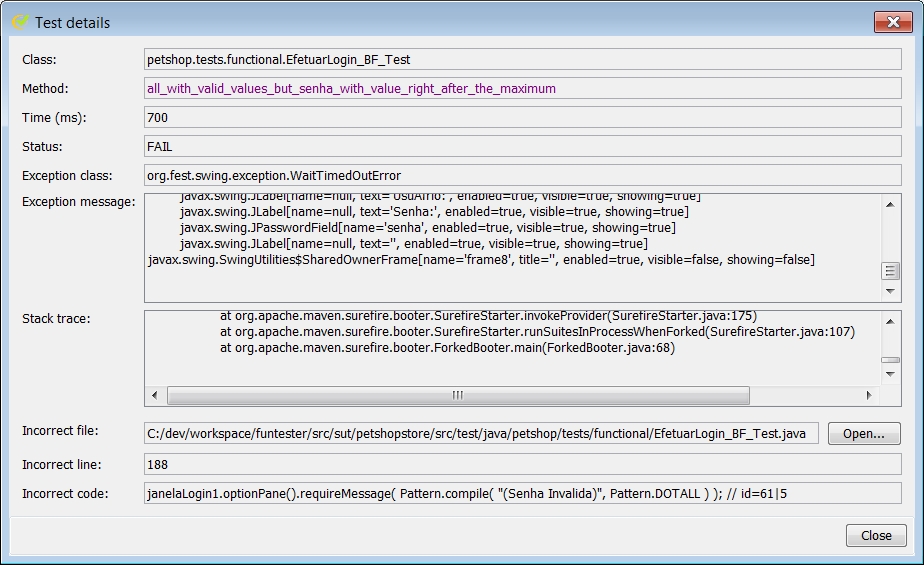 Test details
Class:
petshop.tests.functional.EfetuarLogin_BF_Test
Method:
all_with_valid_values_but_senha_with_value_right_after_the_maximum
Time (ms):
700
Status:
FAIL
Exception class:
org.fest.swing.exception.WaitTimedOutError
Exception message:
javax.swing.JLabel[name=null, enabled=true, visible=true, showing=true]
javax.swing.JLabel[name=null, text='Senha:', enabled=true, visible=true, showing=true]
javax.swing.JPasswordField[name='senha', enabled=true, visible=true, showing=true]
javax.swing.JLabel[name=null, text='', enabled=true, visible=true, showing=true]
javax.swing.SwingUtilities$SharedOwnerFrame[name='frame8', title='', enabled=true, visible=false, showing=false]
Stack trace:
at org.apache.maven.surefire.booter.SurefireStarter.invokeProvider(SurefireStarter.java:175)
at org.apache.maven.surefire.booter.SurefireStarter.runSuitesInProcessWhenForked(SurefireStarter.java:107)
at org.apache.maven.surefire.booter.ForkedBooter.main(ForkedBooter.java:68)
Incorrect file:
C:/dev/workspace/funtester/src/sut/petshopstore/src/test/java/petshop/tests/functional/EfetuarLogin_BF_Test.java
Open...
Incorrect line:
188
Incorrect code:
janelaLogin1.optionPane().requireMessage( Pattern.compile( "(Senha Invalida)", Pattern.DOTALL ) ); // id=61|5
Close